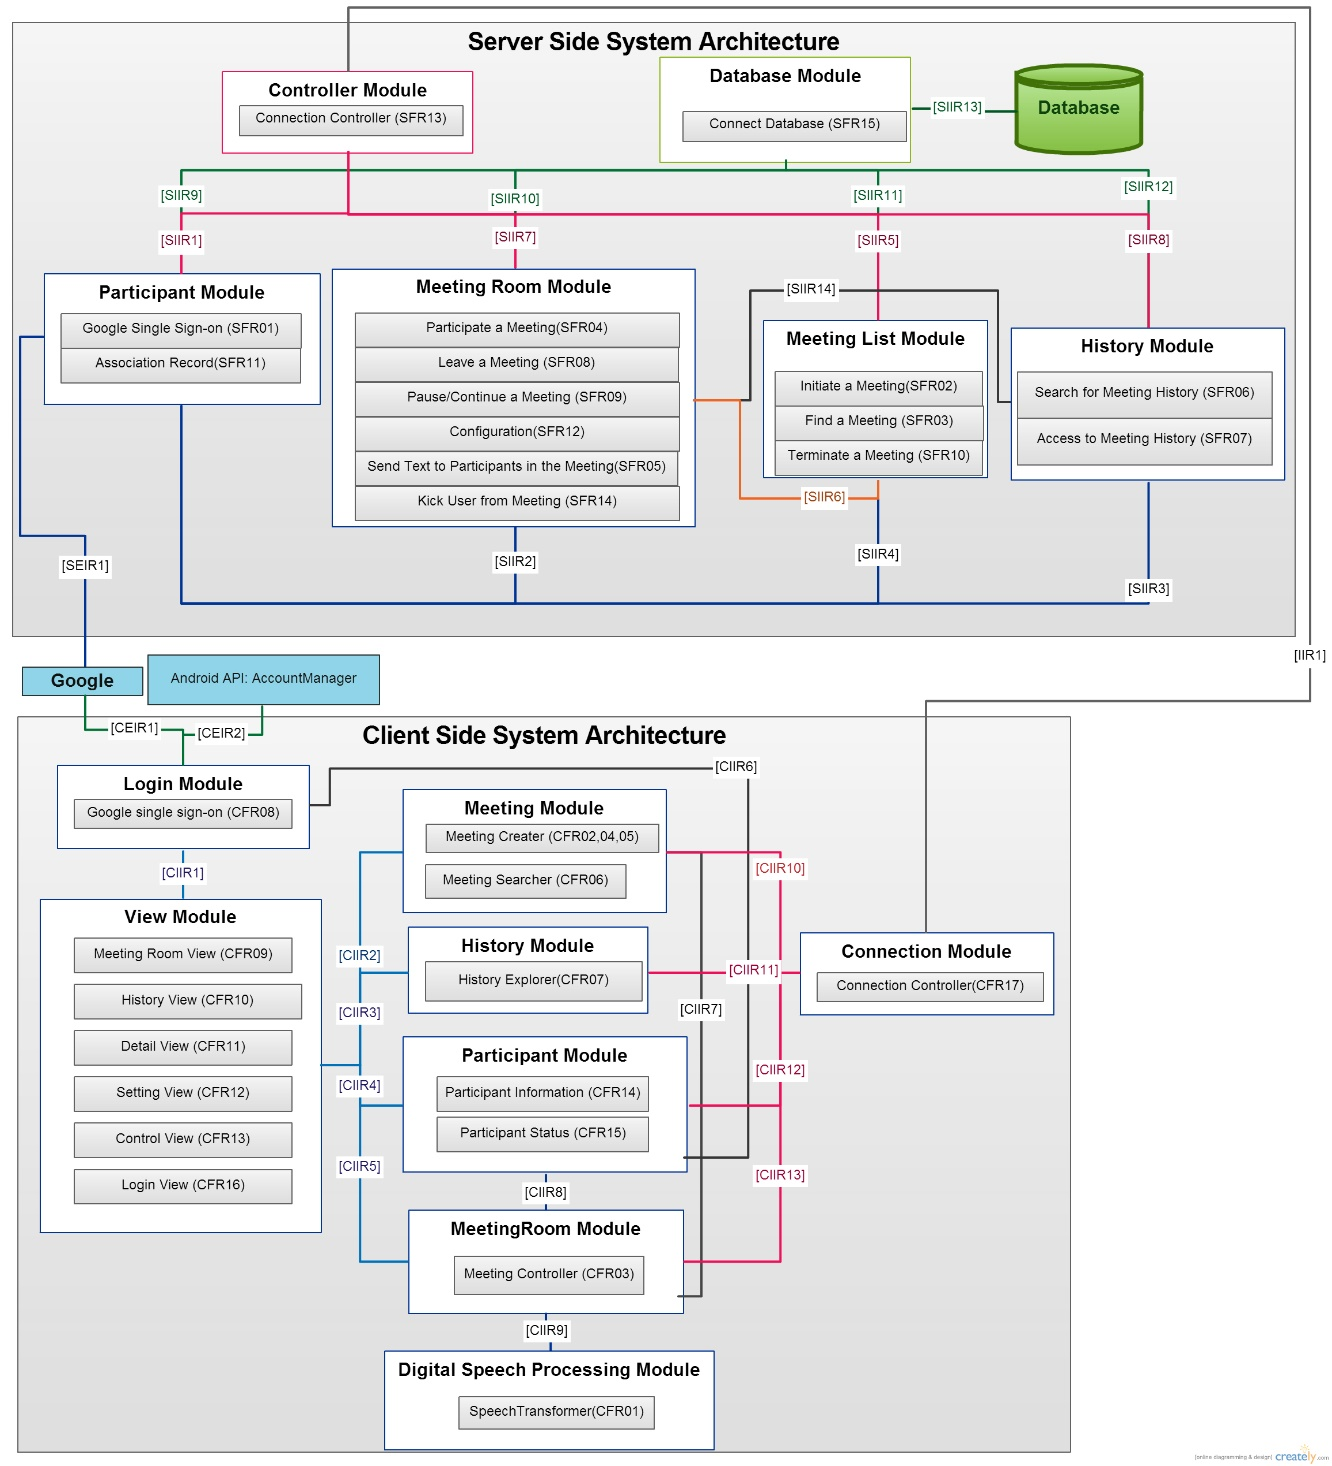 Server Side System Architecture
Controller Module
Connection Controller (SFR13)
Database Module
Connect Database (SFR15)
[SIIR13]
Database
[SIIR9]
[SIIR10]
[SIIR11]
[SIIR12]
[SIIR1]
[SIIR7]
[SIIR5]
[SIIR8]
Participant Module
Google Single Sign-on (SFR01)
Association Record(SFR11)
Meeting Room Module
Participate a Meeting(SFR04)
Leave a Meeting (SFR08)
Pause/Continue a Meeting (SFR09)
Configuration(SFR12)
Send Text to Participants in the Meeting(SFR05)
Kick User from Meeting (SFR14)
[SIIR14]
Meeting List Module
Initiate a Meeting(SFR02)
Find a Meeting (SFR03)
Terminate a Meeting (SFR10)
History Module
Search for Meeting History (SFR06)
Access to Meeting History (SFR07)
[SIIR6]
[SEIR1]
[SIIR2]
[SIIR4]
[SIIR3]
[IIR1]
Google
Android API: AccountManager
[CEIR1]
[CEIR2]
Client Side System Architecture
Login Module
Google single sign-on (CFR08)
[CIIR6]
[CIIR1]
Meeting Module
Meeting Creater (CFR02,04,05)
Meeting Searcher (CFR06)
[CIIR10]
View Module
Meeting Room View (CFR09)
History View (CFR10)
Detail View (CFR11)
Setting View (CFR12)
Control View (CFR13)
Login View (CFR16)
[CIIR2]
[CIIR3]
[CIIR4]
[CIIR5]
History Module
History Explorer(CFR07)
[CIIR11]
[CIIR7]
Connection Module
Connection Controller(CFR17)
Participant Module
Participant Information (CFR14)
Participant Status (CFR15)
[CIIR12]
[CIIR13]
[CIIR8]
MeetingRoom Module
Meeting Controller (CFR03)
[CIIR9]
Digital Speech Processing Module
SpeechTransformer(CFR01)
[online diagramming & design] creately.com